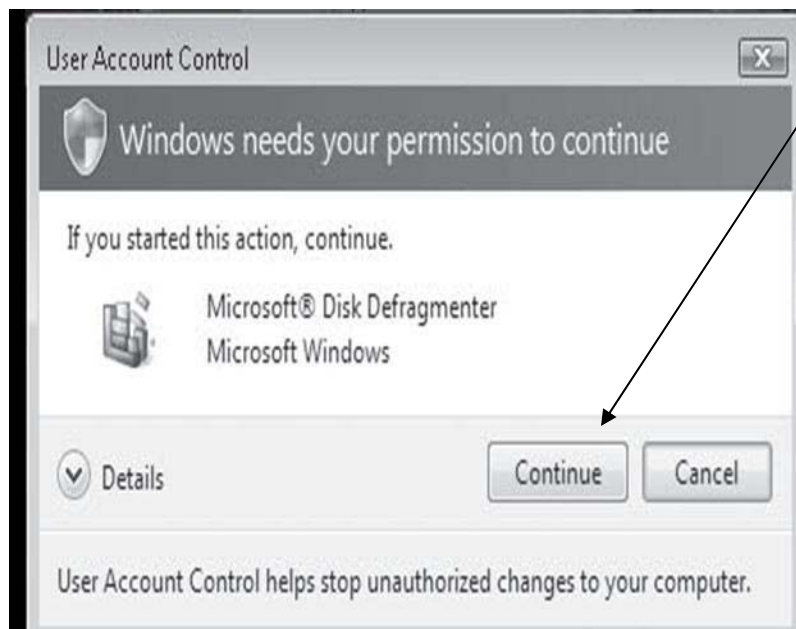 User Account Control
Windows needs your permission to continue
If you started this action, continue.
Microsoft® Disk Defragmenter
Microsoft Windows
Details
Continue
Cancel
User Account Control helps stop unauthorized changes to your computer.